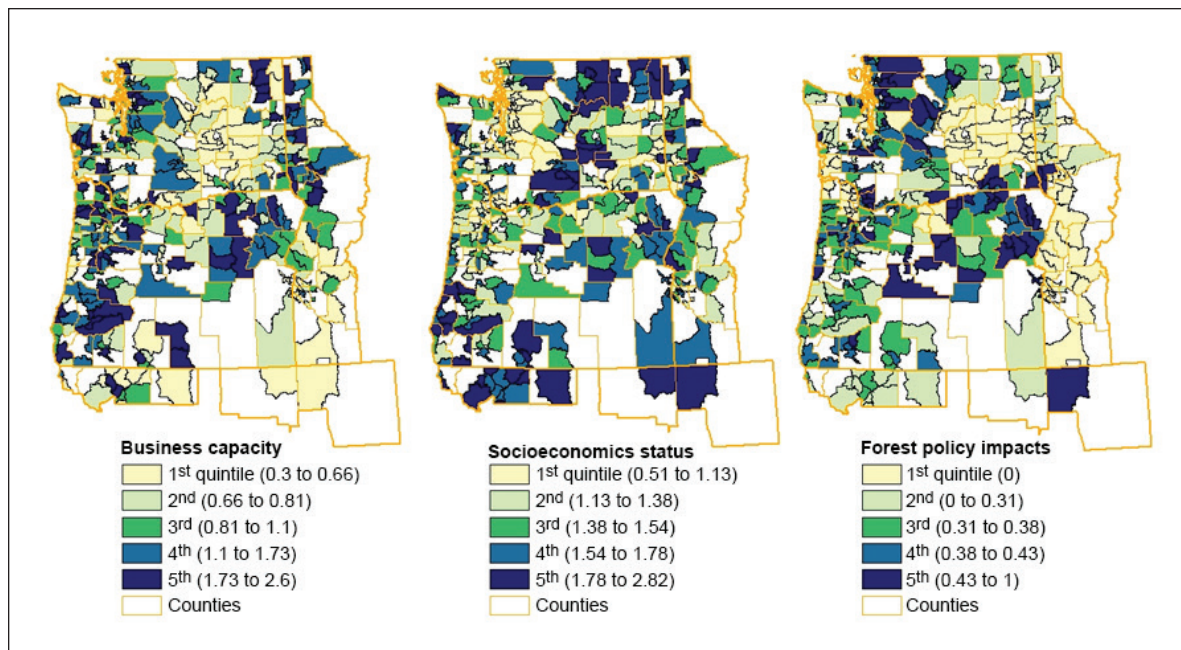 Business capacity
1st quintile (0.3 to 0.66)
2nd (0.66 to 0.81)
3rd (0.81 to 1.1)
4th (1.1 to 1.73)
5th (1.73 to 2.6)
Counties
Socioeconomics status
1st quintile (0.51 to 1.13)
2nd (1.13 to 1.38)
3rd (1.38 to 1.54)
4th (1.54 to 1.78)
5th (1.78 to 2.82)
Counties
Forest policy impacts
1st quintile (0)
2nd (0 to 0.31)
3rd (0.31 to 0.38)
4th (0.38 to 0.43)
5th (0.43 to 1)
Counties